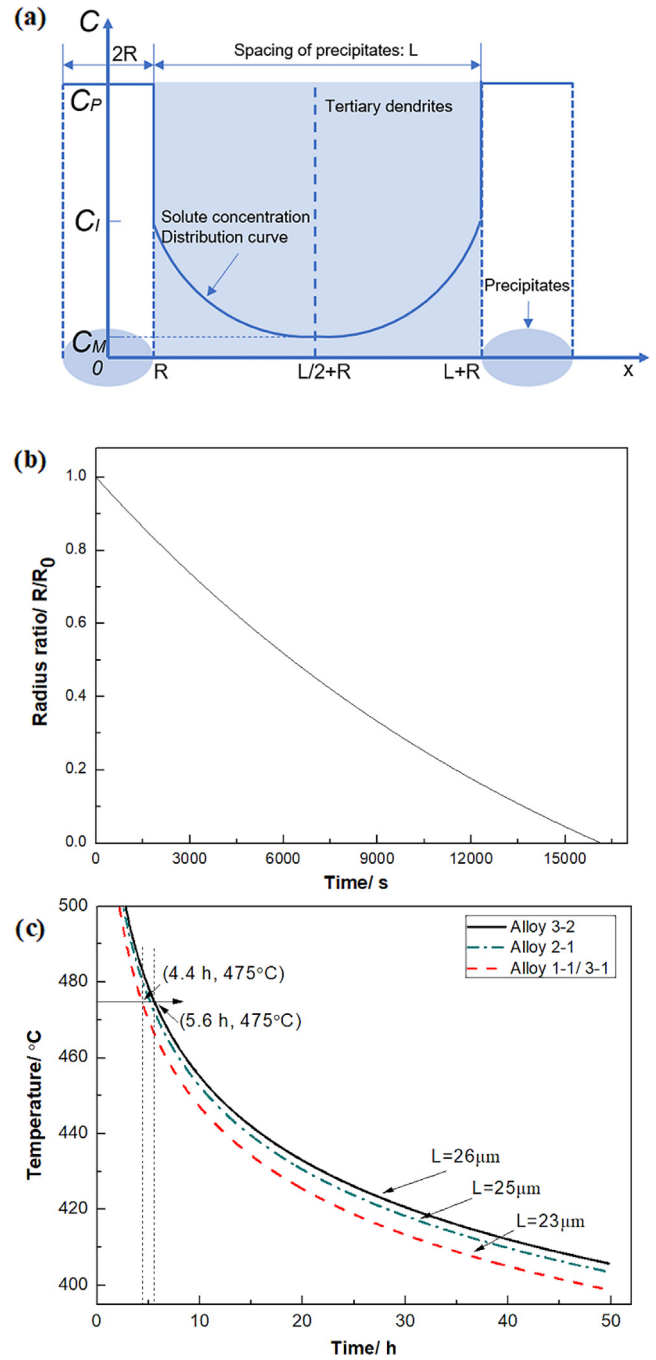 (a)
C
2R
Spacing of precipitates: L
C_P
Tertiary dendrites
C_I
Solute concentration
Distribution curve
Precipitates
C_M
0
R
L/2+R
L+R
x
(b)
1.0
0.8
0.6
0.4
0.2
0.0
Radius ratio/ R/R₀
0 3000 6000 9000 12000 15000
Time/ s
(c)
500
480
460
440
420
400
Temperature/ °C
Alloy 3-2
Alloy 2-1
Alloy 1-1/ 3-1
(4.4 h, 475°C)
(5.6 h, 475°C)
L=26μm
L=25μm
L=23μm
0 10 20 30 40 50
Time/ h